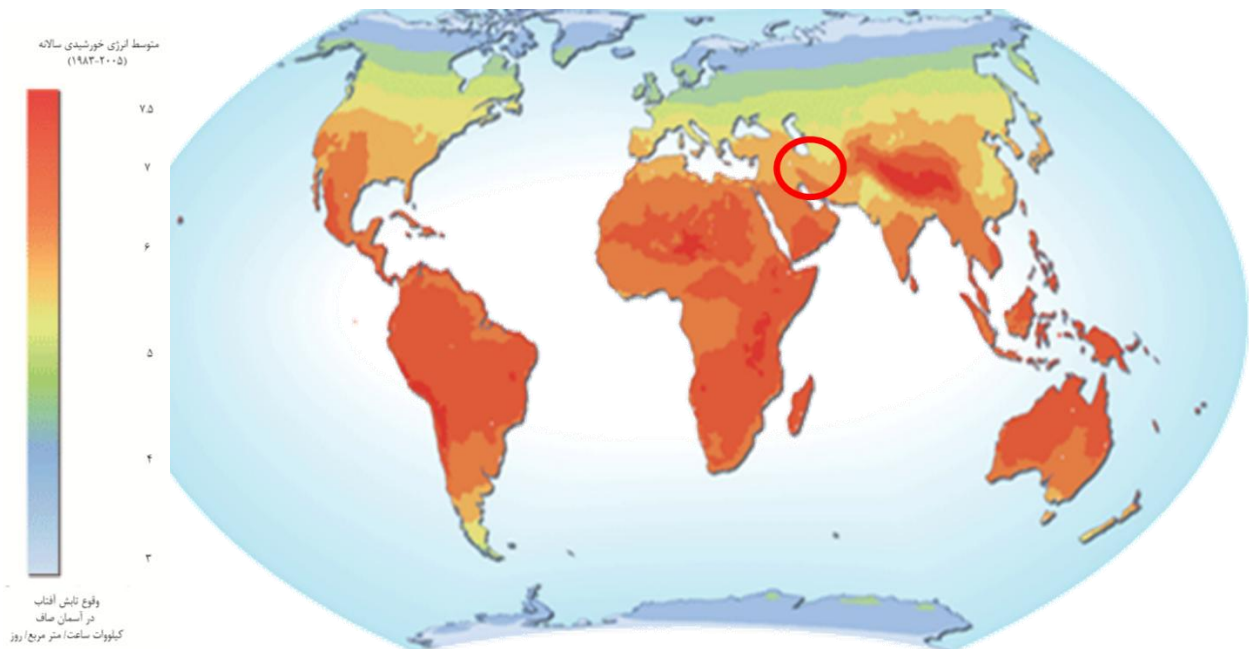 متوسط انرژی خورشیدی سالانه
(۱۹۸۳-۲۰۰۵)
۷.۵
۷
۶
۵
۴
۳
وقوع تابش آفتاب
در آسمان صاف
کیلووات ساعت/ متر مربع/ روز